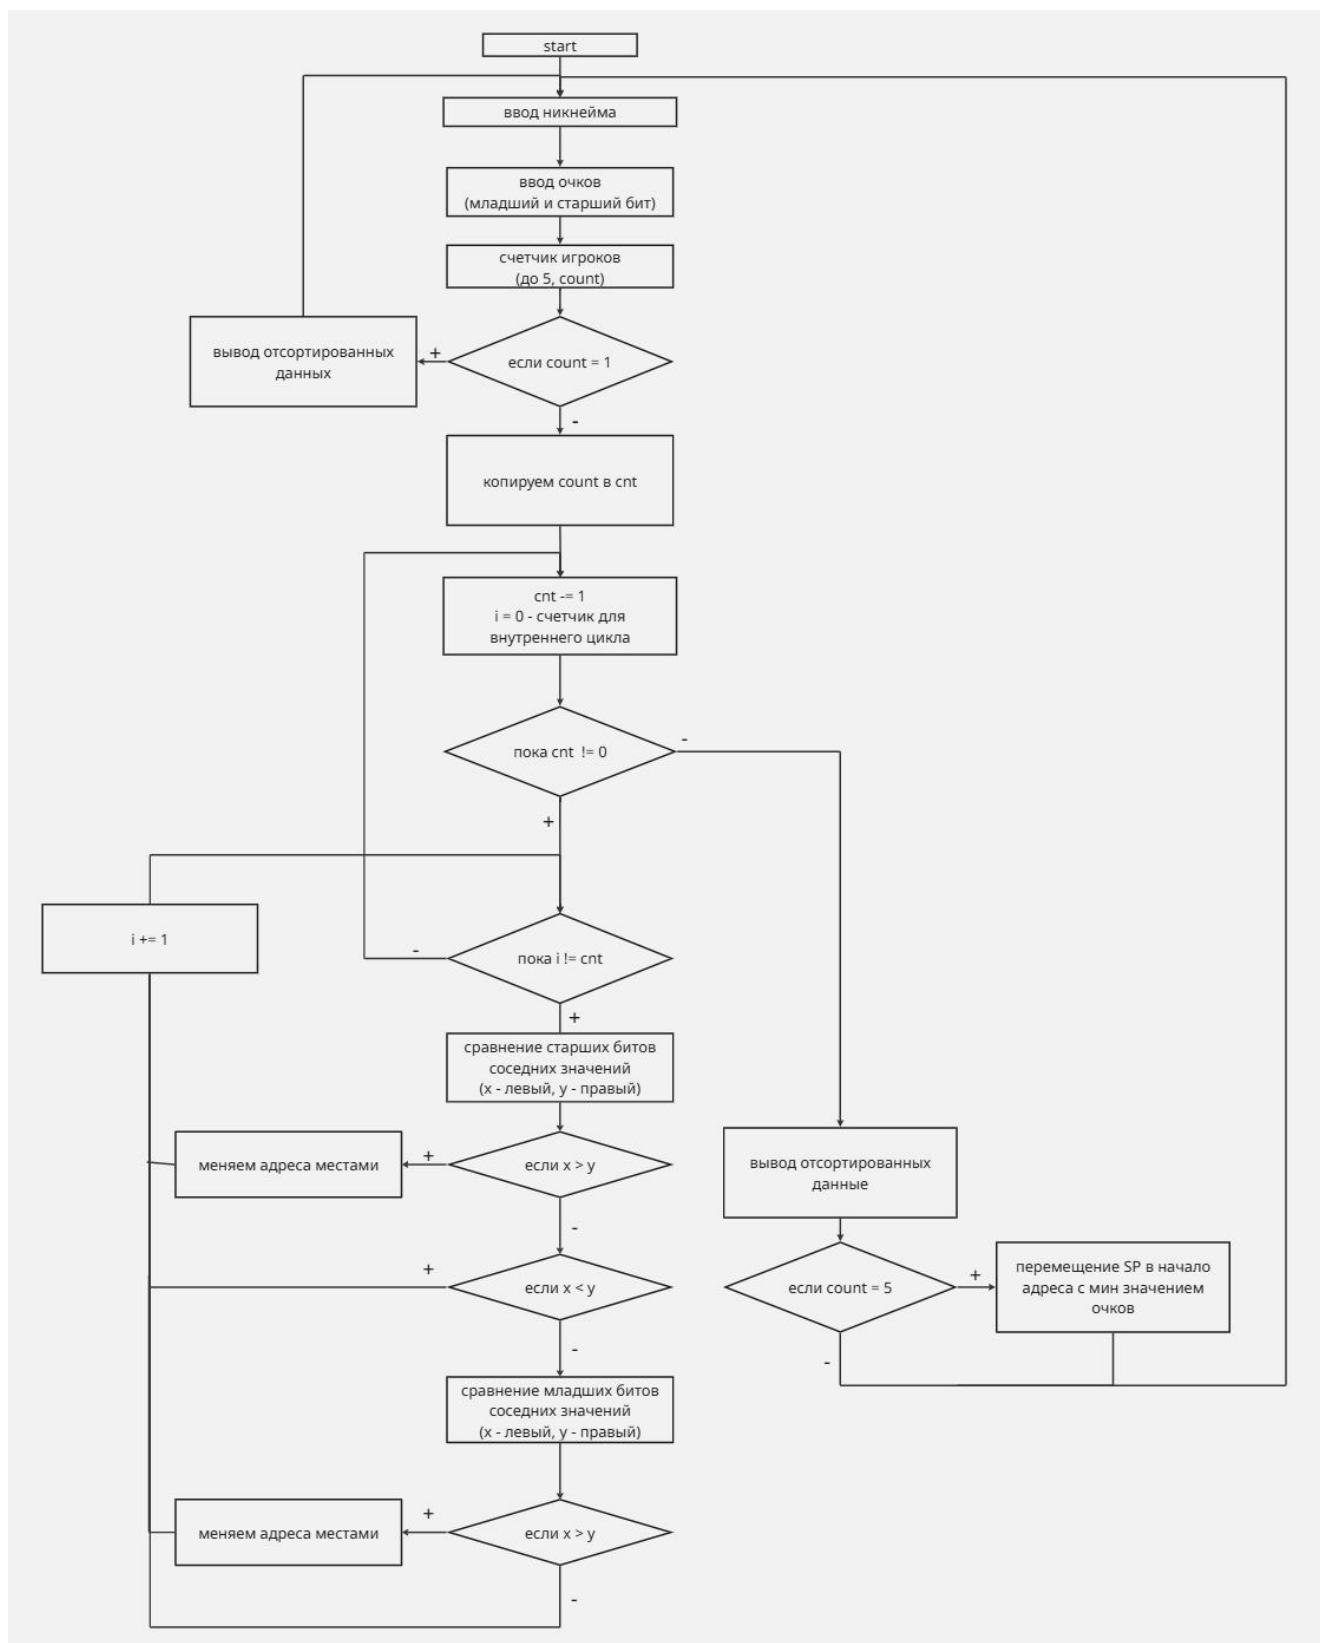 start
ввод никнейма
ввод очков
(младший и старший бит)
счетчик игроков
(до 5, count)
если count = 1
+
вывод отсортированных
данных
-
копируем count в cnt
cnt -= 1
i = 0 - счетчик для
внутреннего цикла
пока cnt != 0
-
+
i += 1
пока i != cnt
-
+
сравнение старших битов
соседних значений
(x - левый, y - правый)
если x > y
+
меняем адреса местами
-
если x < y
+
-
сравнение младших битов
соседних значений
(x - левый, y - правый)
если x > y
+
меняем адреса местами
-
вывод отсортированных
данные
если count = 5
+
перемещение SP в начало
адреса с мин значением
очков
-